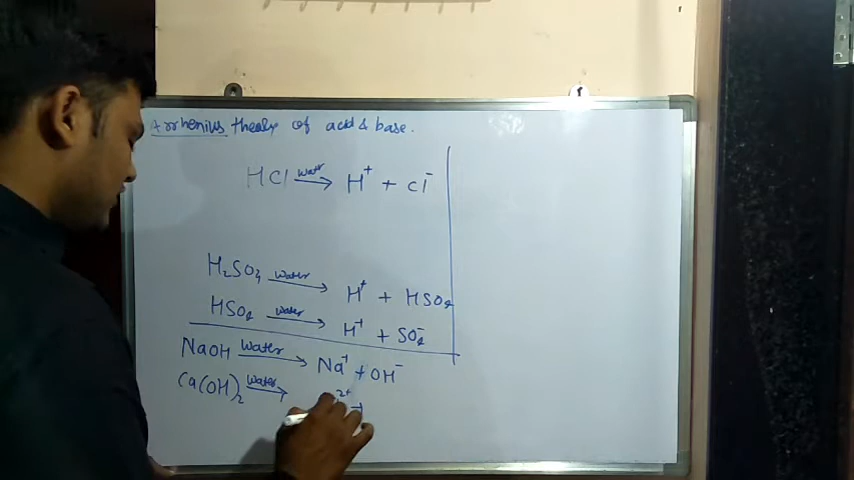 Arrhenius theory of acid & base.
HCl water → H⁺ + Cl⁻
H₂SO₄ water → H⁺ + HSO₄
HSO₄ water → H⁺ + SO₄⁻
NaOH water → Na⁺ + OH⁻
Ca(OH)₂ water → ²⁺